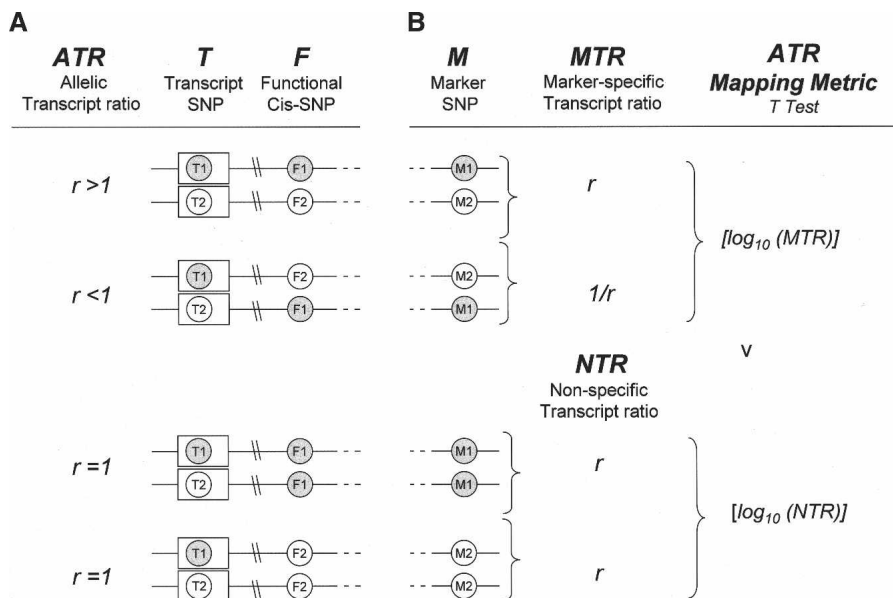 A
B
ATR
Allelic
Transcript ratio
T
Transcript
SNP
F
Functional
Cis-SNP
M
Marker
SNP
MTR
Marker-specific
Transcript ratio
ATR
Mapping Metric
T Test
r >1
T1 F1
T2 F2
M1
M2
r
r <1
T1 F2
T2 F1
M2
M1
1/r
[log10 (MTR)]
v
NTR
Non-specific
Transcript ratio
r =1
T1 F1
T2 F1
M1
M1
r
r =1
T1 F2
T2 F2
M2
M2
r
[log10 (NTR)]